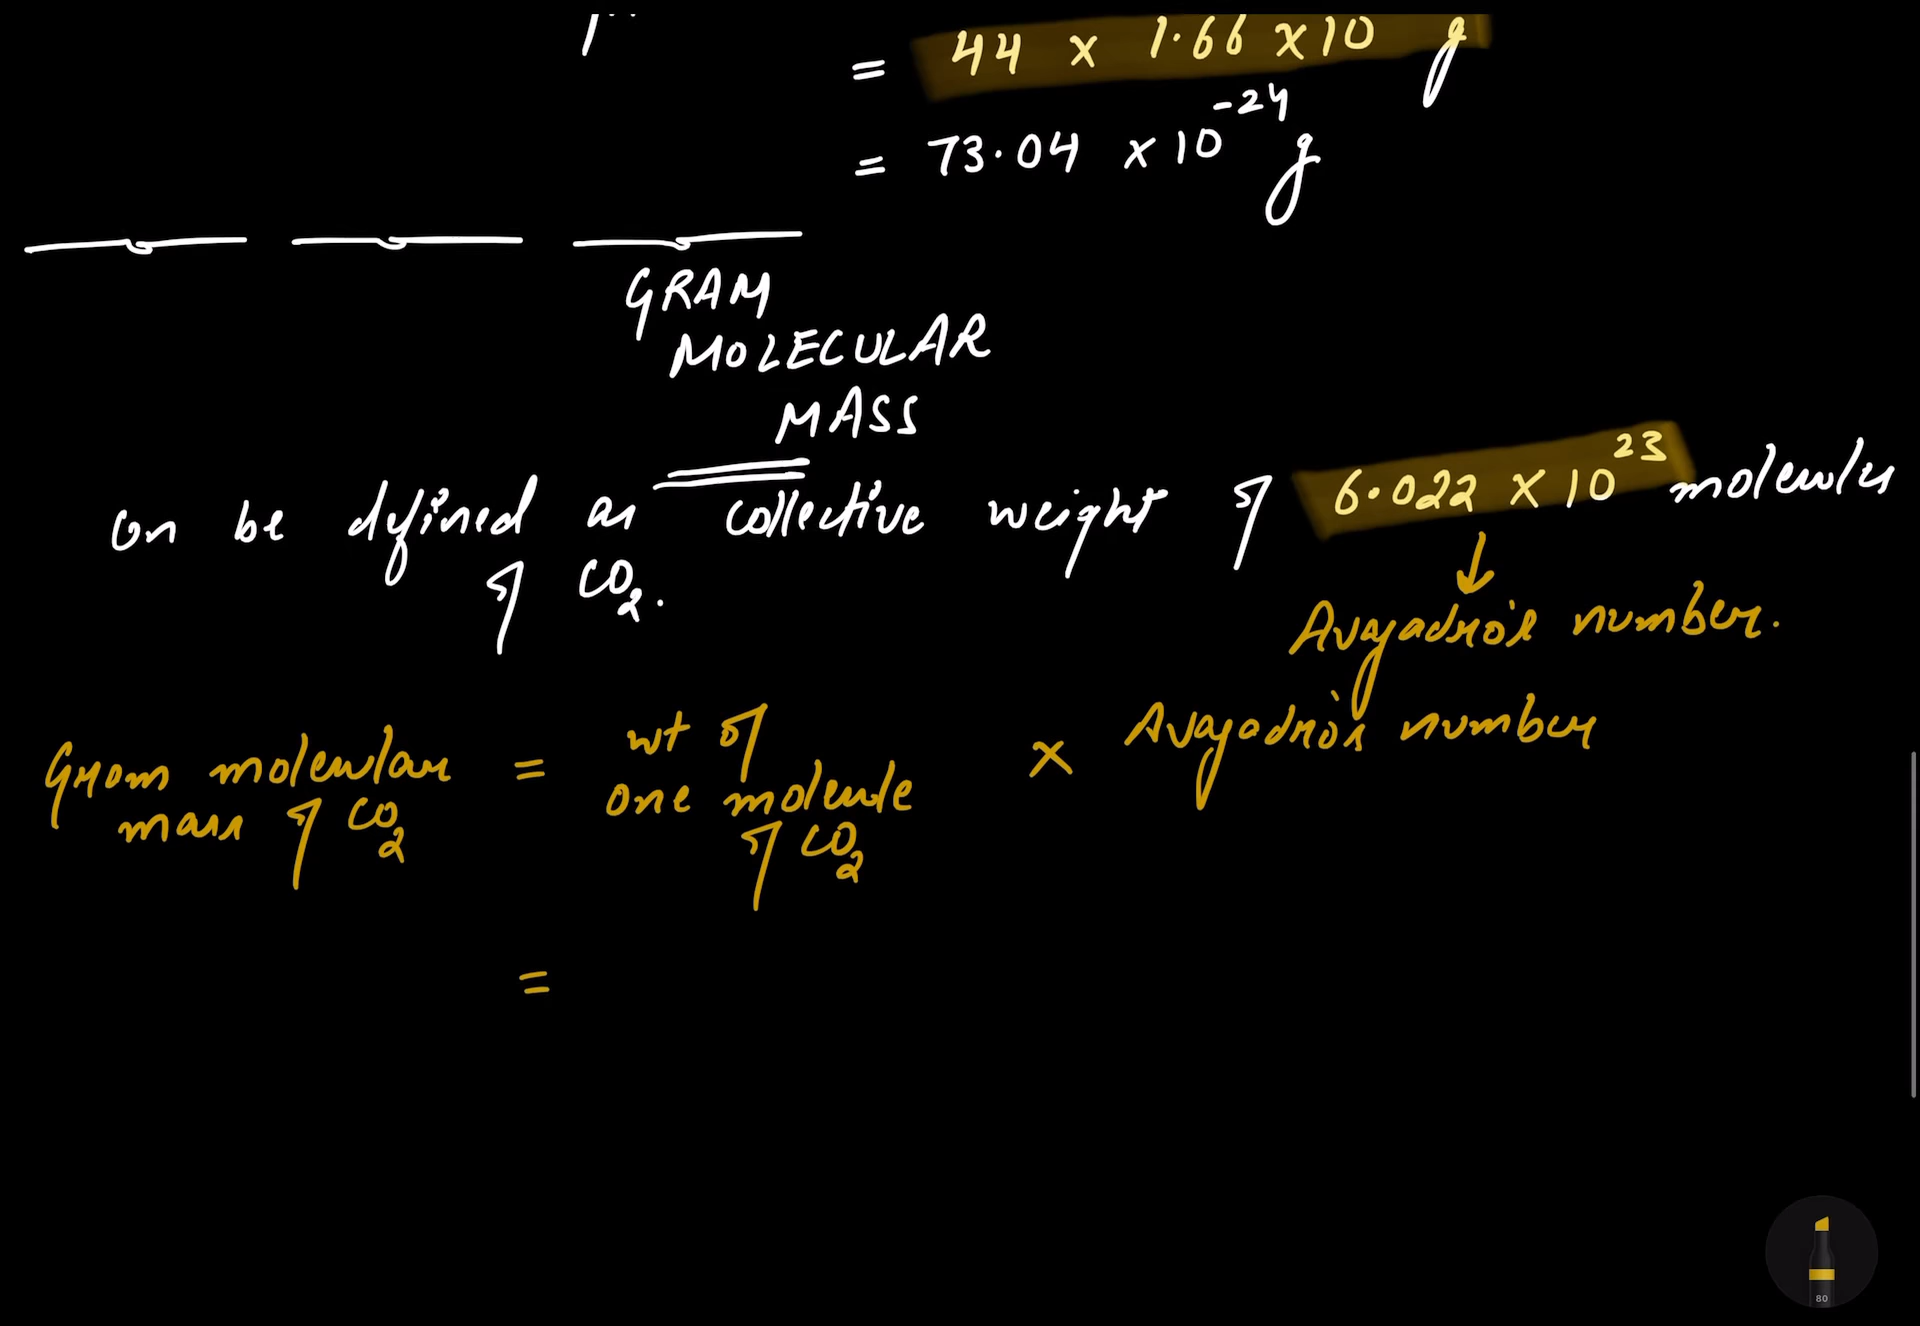 = 44 x 1.66 x 10 g
= 73.04 x 10⁻²⁴ g
GRAM
MOLECULAR
MASS
can be defined as collective weight of 6.022 x 10²³ molecules
of CO₂.
↓
Avogadro's number.
Gram molecular mass of CO₂ = wt of one molecule of CO₂ x Avogadro's number
=
80